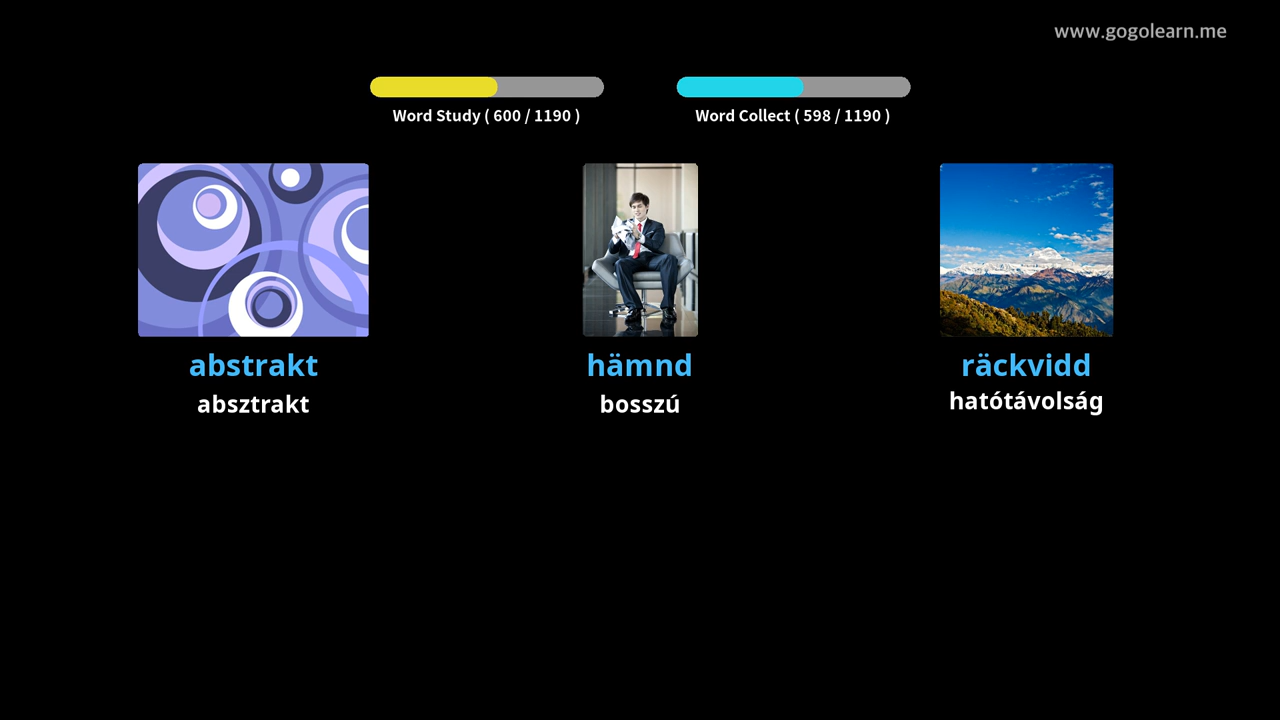 www.gogolearn.me
Word Study ( 600 / 1190 )
Word Collect ( 598 / 1190 )
abstrakt
absztrakt
hämnd
bosszú
räckvidd
hatótávolság